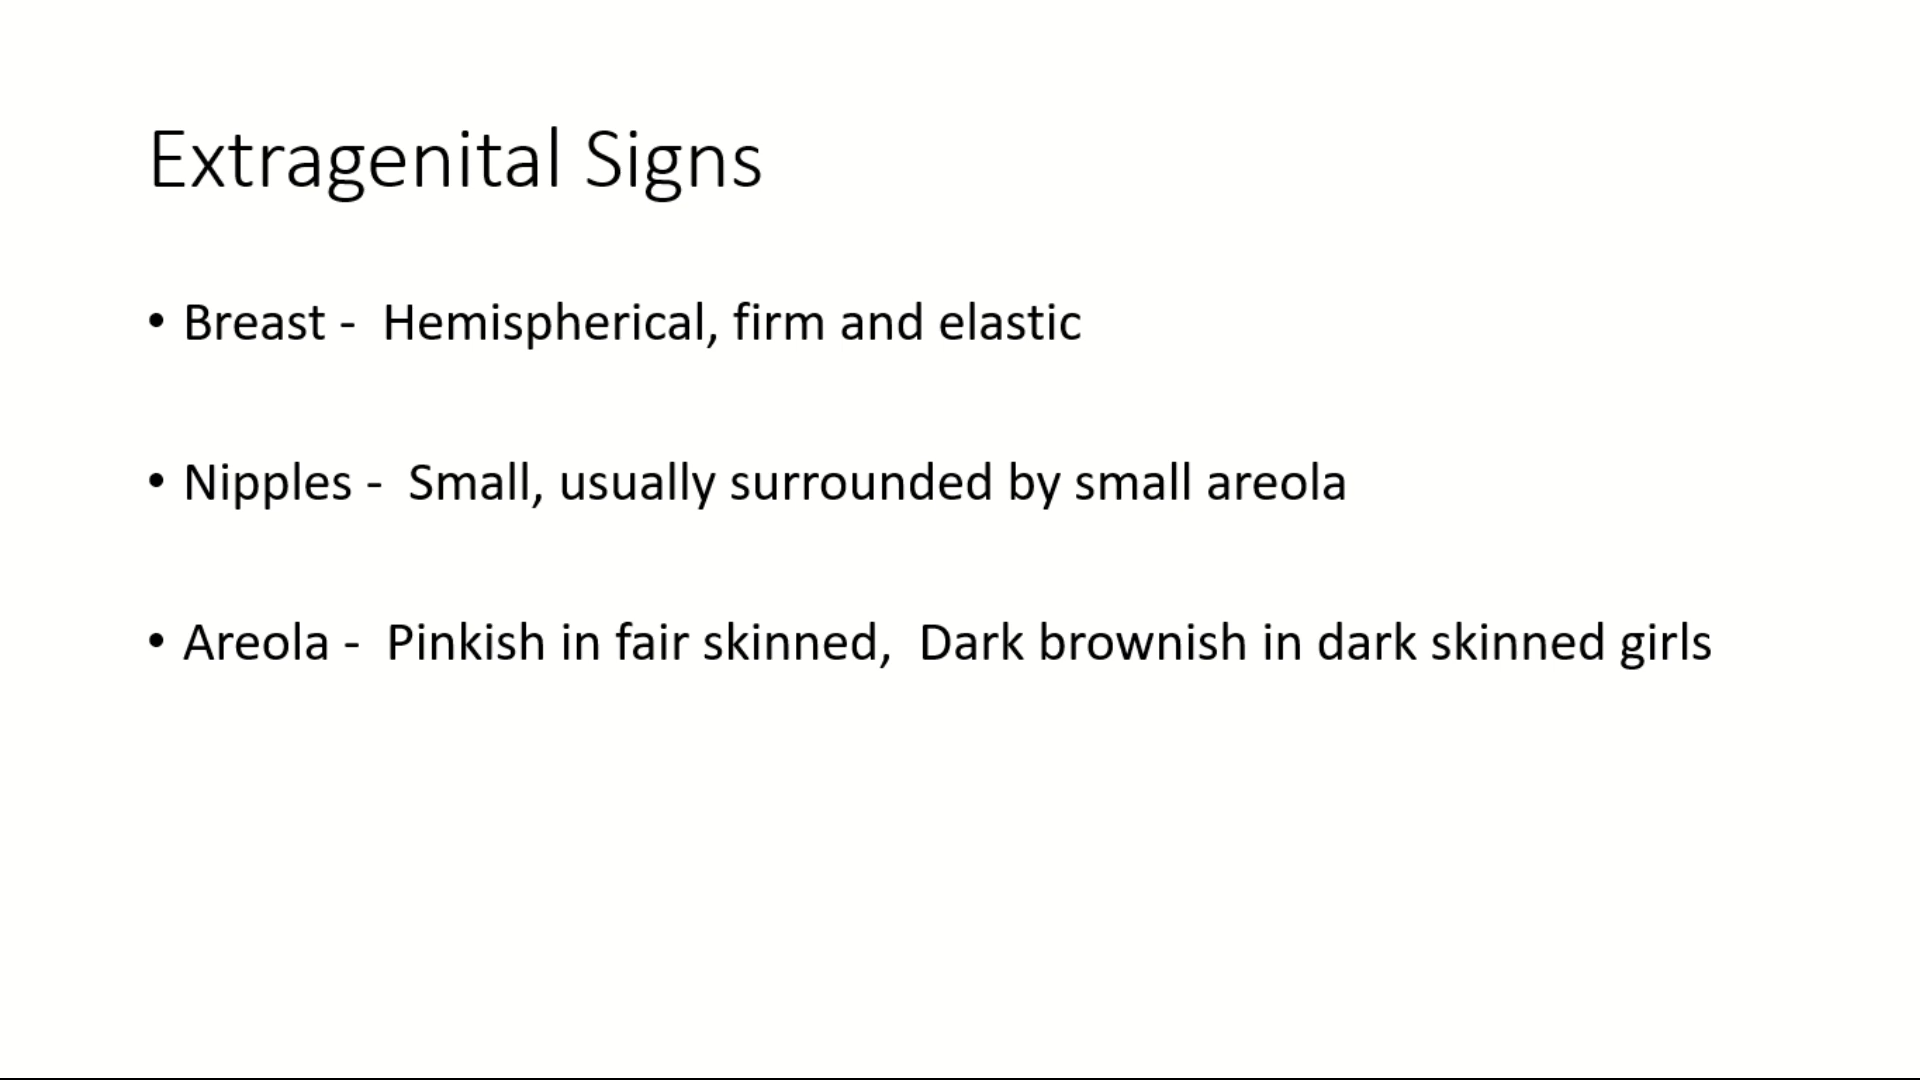 Extragenital Signs
• Breast -  Hemispherical, firm and elastic
• Nipples -  Small, usually surrounded by small areola
• Areola -  Pinkish in fair skinned,  Dark brownish in dark skinned girls